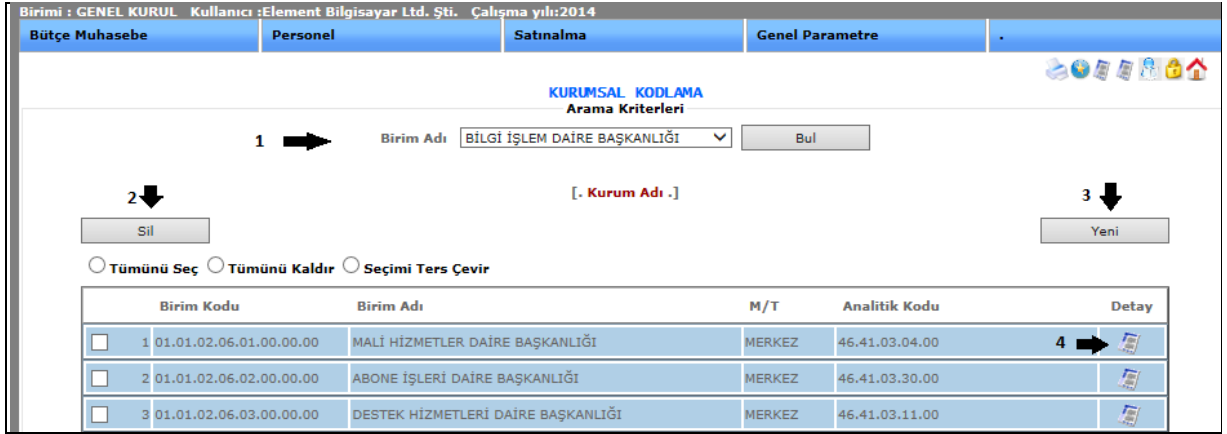 Birimi : GENEL KURUL Kullanıcı :Element Bilgisayar Ltd. Şti. Çalışma yılı:2014
Bütçe Muhasebe Personel Satınalma Genel Parametre .
KURUMSAL KODLAMA
Arama Kriterleri
1 Birim Adı BİLGİ İŞLEM DAİRE BAŞKANLIĞI Bul
2 [. Kurum Adı .] 3
Sil Yeni
Tümünü Seç Tümünü Kaldır Seçimi Ters Çevir
Birim Kodu Birim Adı M/T Analitik Kodu Detay
1 01.01.02.06.01.00.00.00 MALİ HİZMETLER DAİRE BAŞKANLIĞI MERKEZ 46.41.03.04.00 4
2 01.01.02.06.02.00.00.00 ABONE İŞLERİ DAİRE BAŞKANLIĞI MERKEZ 46.41.03.30.00
3 01.01.02.06.03.00.00.00 DESTEK HİZMETLERİ DAİRE BAŞKANLIĞI MERKEZ 46.41.03.11.00